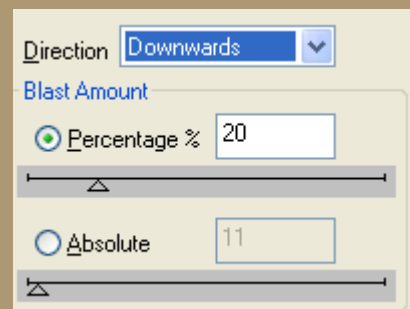 Direction Downwards
Blast Amount
Percentage % 20
Absolute 11